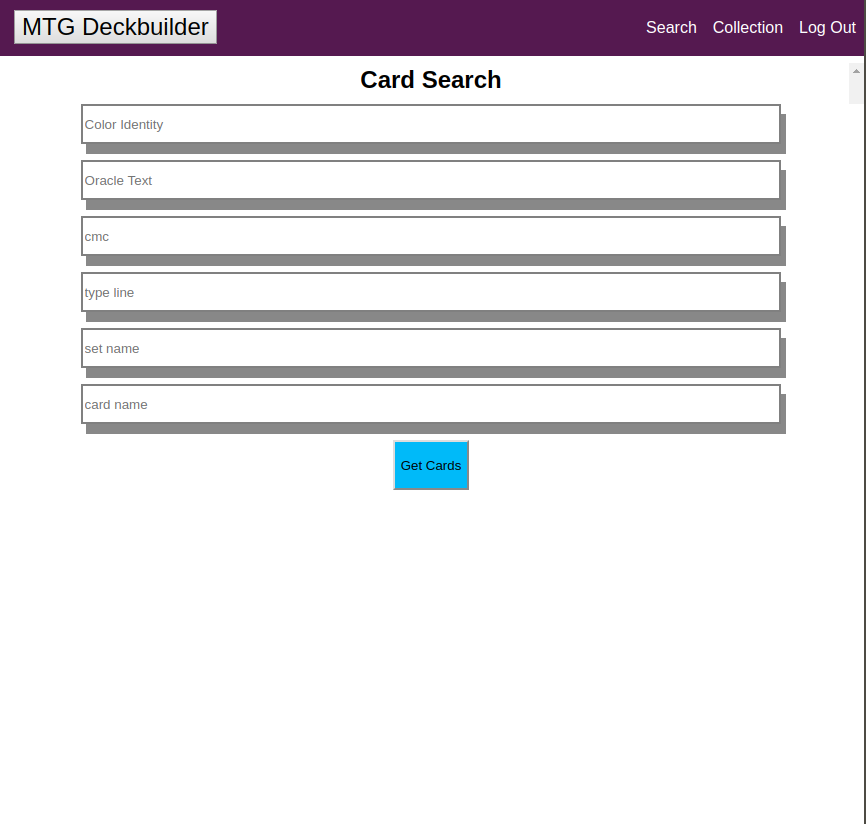 MTG Deckbuilder
Search Collection Log Out
Card Search
Color Identity
Oracle Text
cmc
type line
set name
card name
Get Cards